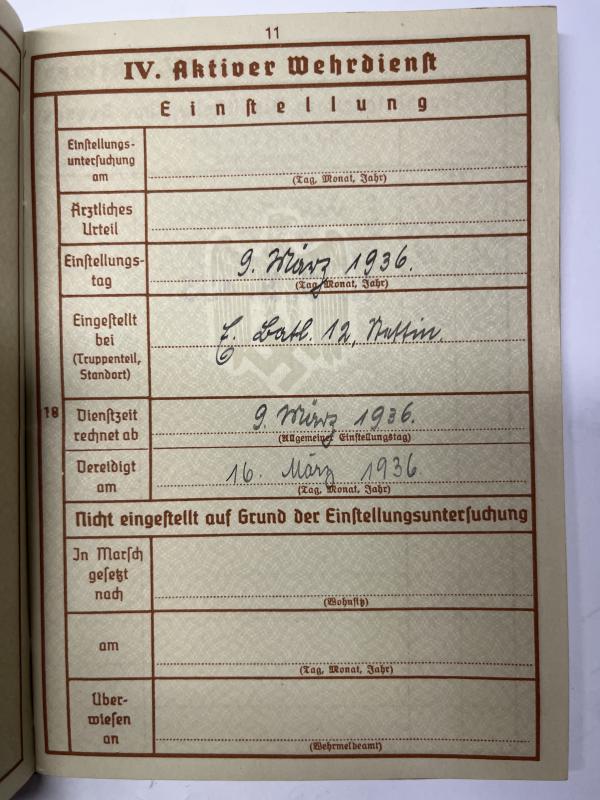 11
IV. Aktiver Wehrdienst
Einstellung
Einstellungs-
untersuchung
am
(Tag, Monat, Jahr)
Ärztliches
Urteil
Einstellungs-
tag
9. März 1936.
(Tag, Monat, Jahr)
Eingestellt
bei
(Truppenteil,
Standort)
E. Batl. 12, Stettin.
18
Dienstzeit
rechnet ab
9. März 1936.
(Allgemeiner Einstellungstag)
Vereidigt
am
16. März 1936.
(Tag, Monat, Jahr)
Nicht eingestellt auf Grund der Einstellungsuntersuchung
In Marsch
gesetzt
nach
(Wohnsitz)
am
(Tag, Monat, Jahr)
Über-
wiesen
an
(Wehrmeldeamt)